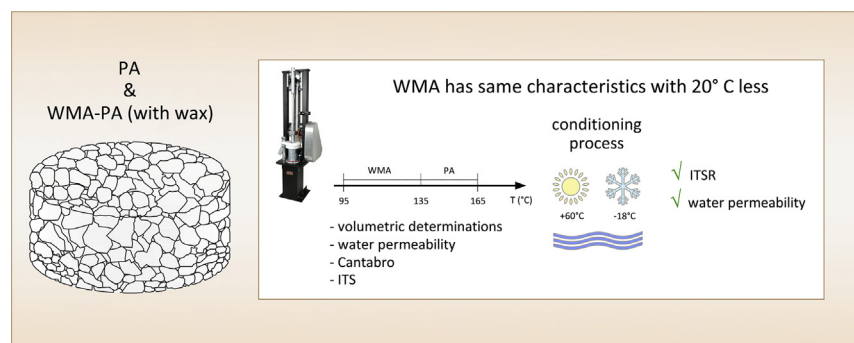 PA
&
WMA-PA (with wax)
WMA has same characteristics with 20° C less
WMA
PA
95
135
165
T (°C)
- volumetric determinations
- water permeability
- Cantabro
- ITS
conditioning
process
+60°C
-18°C
√ ITSR
√ water permeability